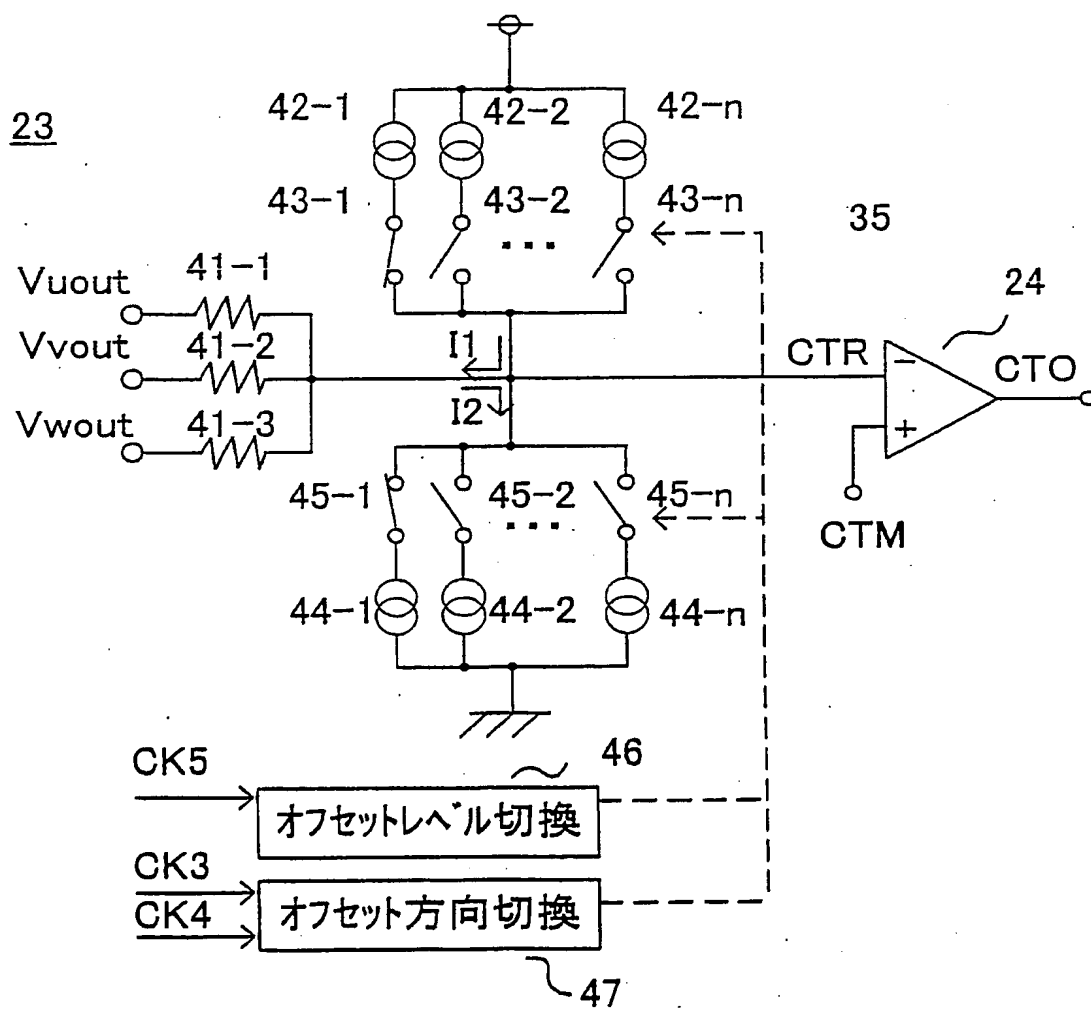 23
42-1 42-2 42-n
43-1 43-2 ... 43-n
35
Vuout 41-1
24
Vvout 41-2 I1 CTR − CTO
Vwout 41-3 I2 +
45-1 45-2 ... 45-n
CTM
44-1 44-2 44-n
46
CK5 オフセットレベル切換
CK3
CK4 オフセット方向切換
47